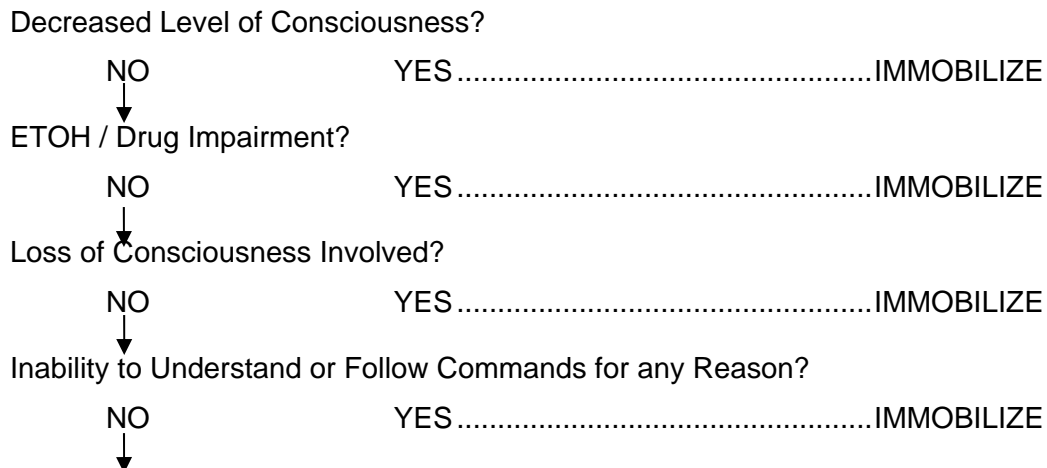 Decreased Level of Consciousness?
NO YES ........................................... IMMOBILIZE
ETOH / Drug Impairment?
NO YES ........................................... IMMOBILIZE
Loss of Consciousness Involved?
NO YES ........................................... IMMOBILIZE
Inability to Understand or Follow Commands for any Reason?
NO YES ........................................... IMMOBILIZE